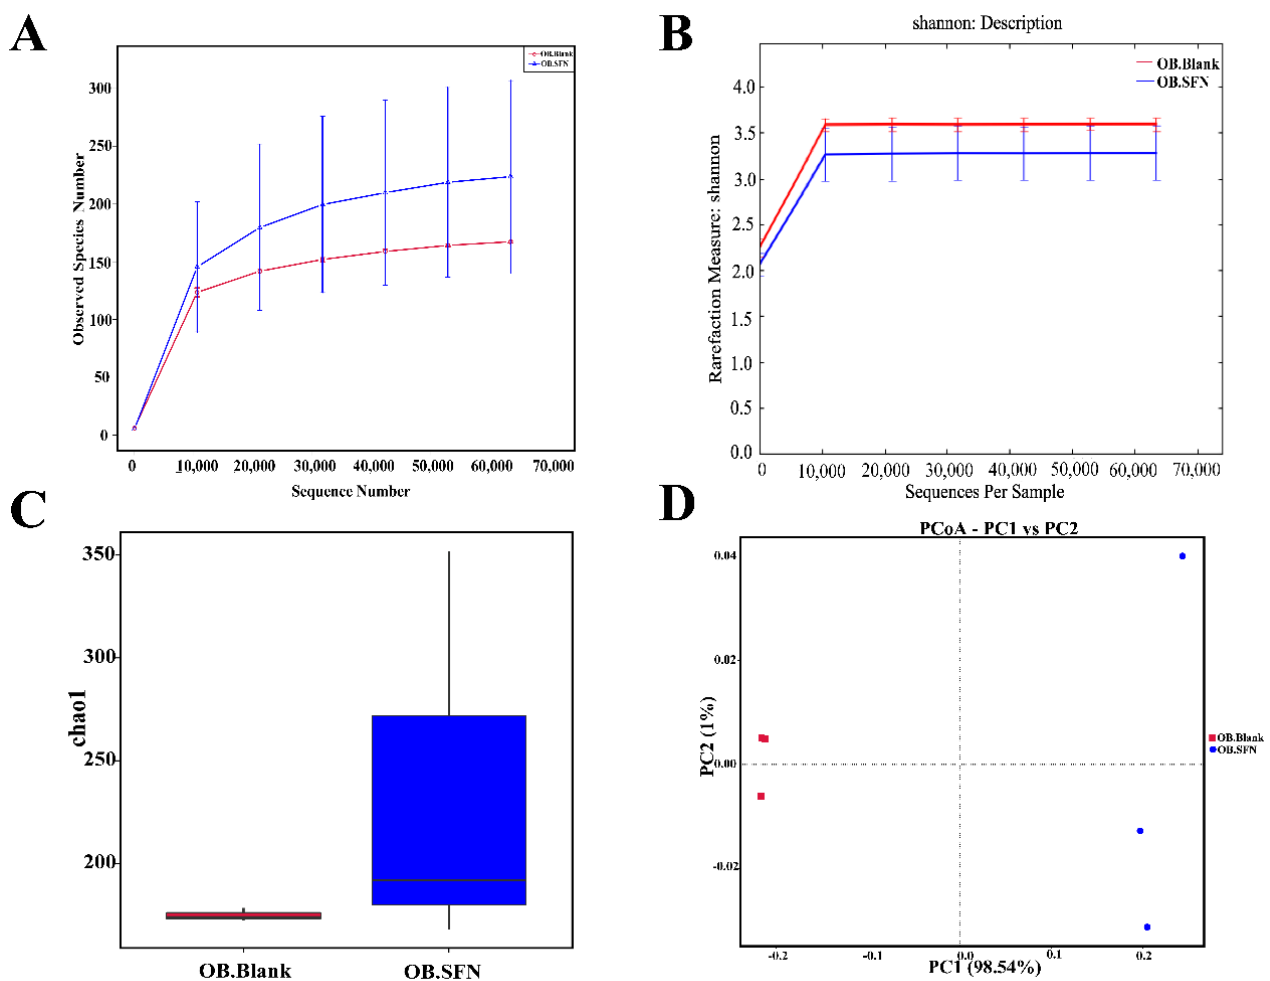 A
OB.Blank
OB.SFN
300
250
200
150
100
50
0
Observed Species Number
0 10,000 20,000 30,000 40,000 50,000 60,000 70,000
Sequence Number
B
shannon: Description
OB.Blank
OB.SFN
4.0
3.5
3.0
2.5
2.0
1.5
1.0
0.5
0.0
Rarefaction Measure: shannon
0 10,000 20,000 30,000 40,000 50,000 60,000 70,000
Sequences Per Sample
C
350
300
250
200
chao1
OB.Blank OB.SFN
D
PCoA - PC1 vs PC2
0.04
0.02
0.00
-0.02
PC2 (1%)
OB.Blank
OB.SFN
-0.2 -0.1 0.0 0.1 0.2
PC1 (98.54%)